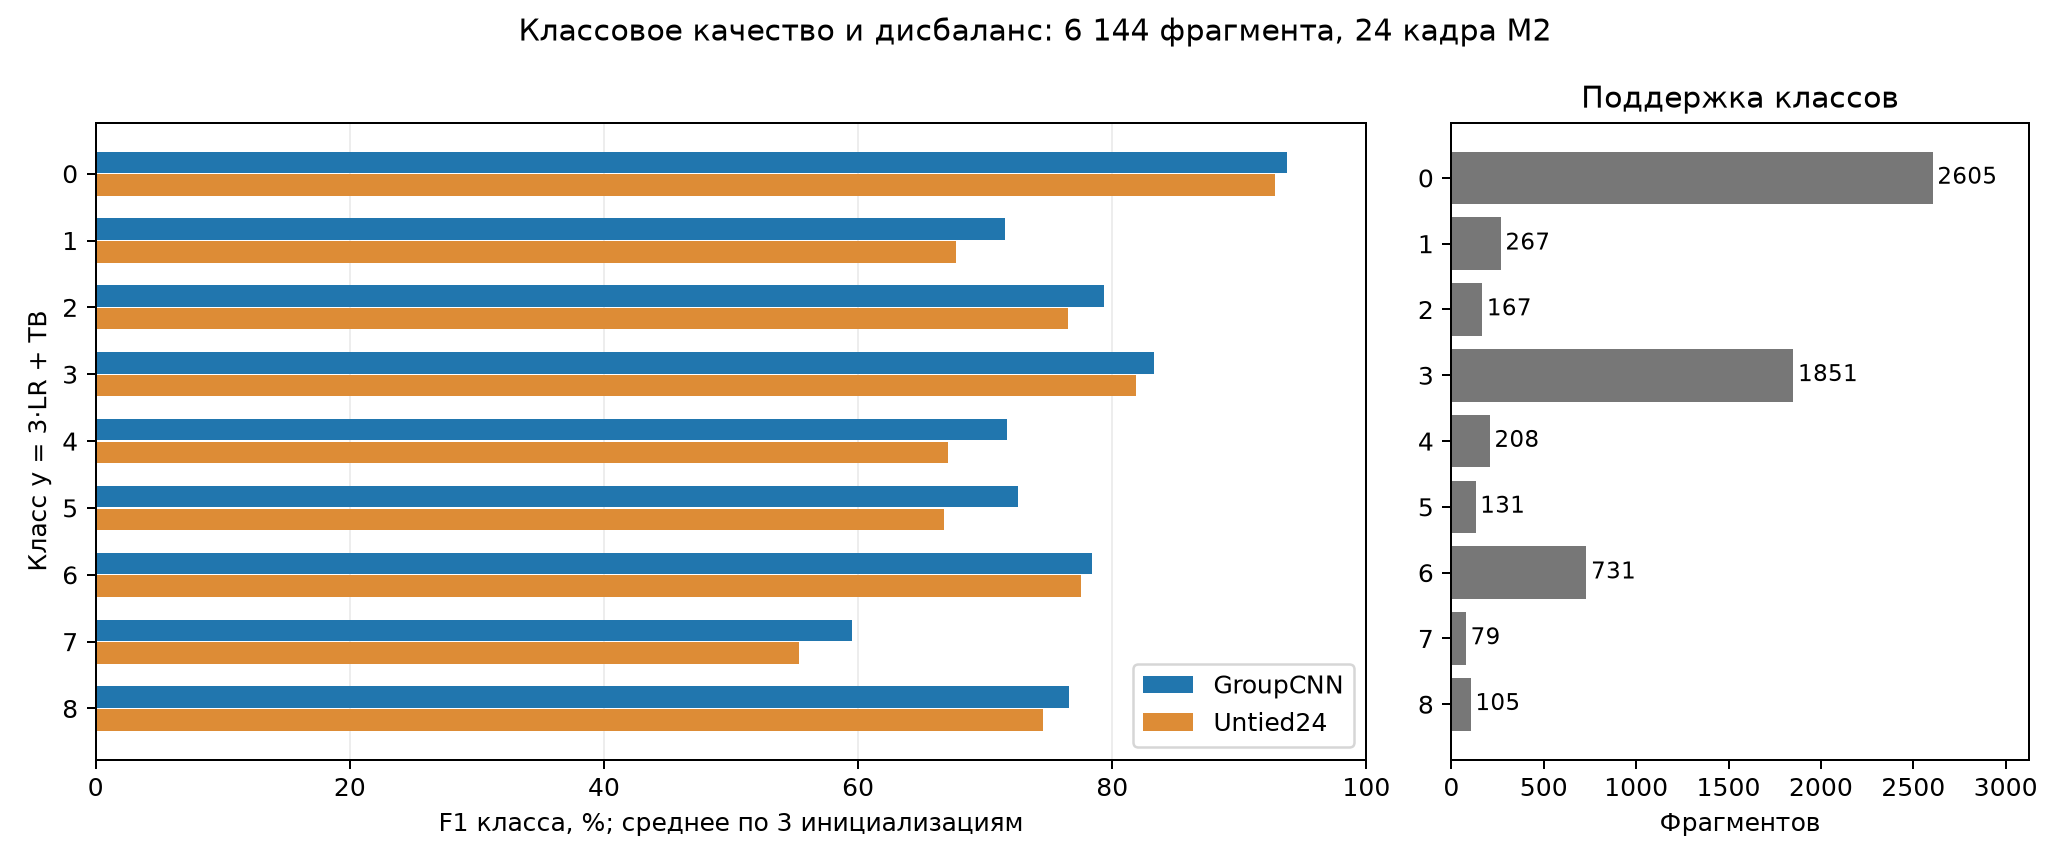 Классовое качество и дисбаланс: 6 144 фрагмента, 24 кадра M2
Класс y = 3·LR + TB
0
1
2
3
4
5
6
7
8
0 20 40 60 80 100
F1 класса, %; среднее по 3 инициализациям
GroupCNN
Untied24
Поддержка классов
0 2605
1 267
2 167
3 1851
4 208
5 131
6 731
7 79
8 105
0 500 1000 1500 2000 2500 3000
Фрагментов